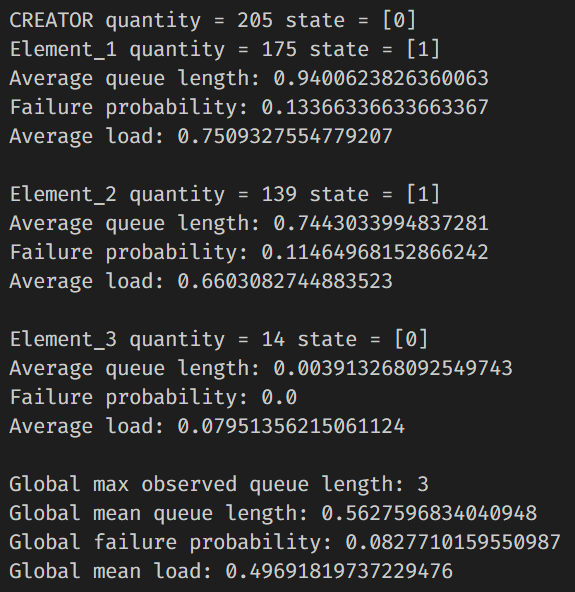 CREATOR quantity = 205 state = [0]
Element_1 quantity = 175 state = [1]
Average queue length: 0.9400623826360063
Failure probability: 0.13366336633663367
Average load: 0.7509327554779207
Element_2 quantity = 139 state = [1]
Average queue length: 0.7443033994837281
Failure probability: 0.11464968152866242
Average load: 0.6603082744883523
Element_3 quantity = 14 state = [0]
Average queue length: 0.003913268092549743
Failure probability: 0.0
Average load: 0.07951356215061124
Global max observed queue length: 3
Global mean queue length: 0.5627596834040948
Global failure probability: 0.0827710159550987
Global mean load: 0.49691819737229476